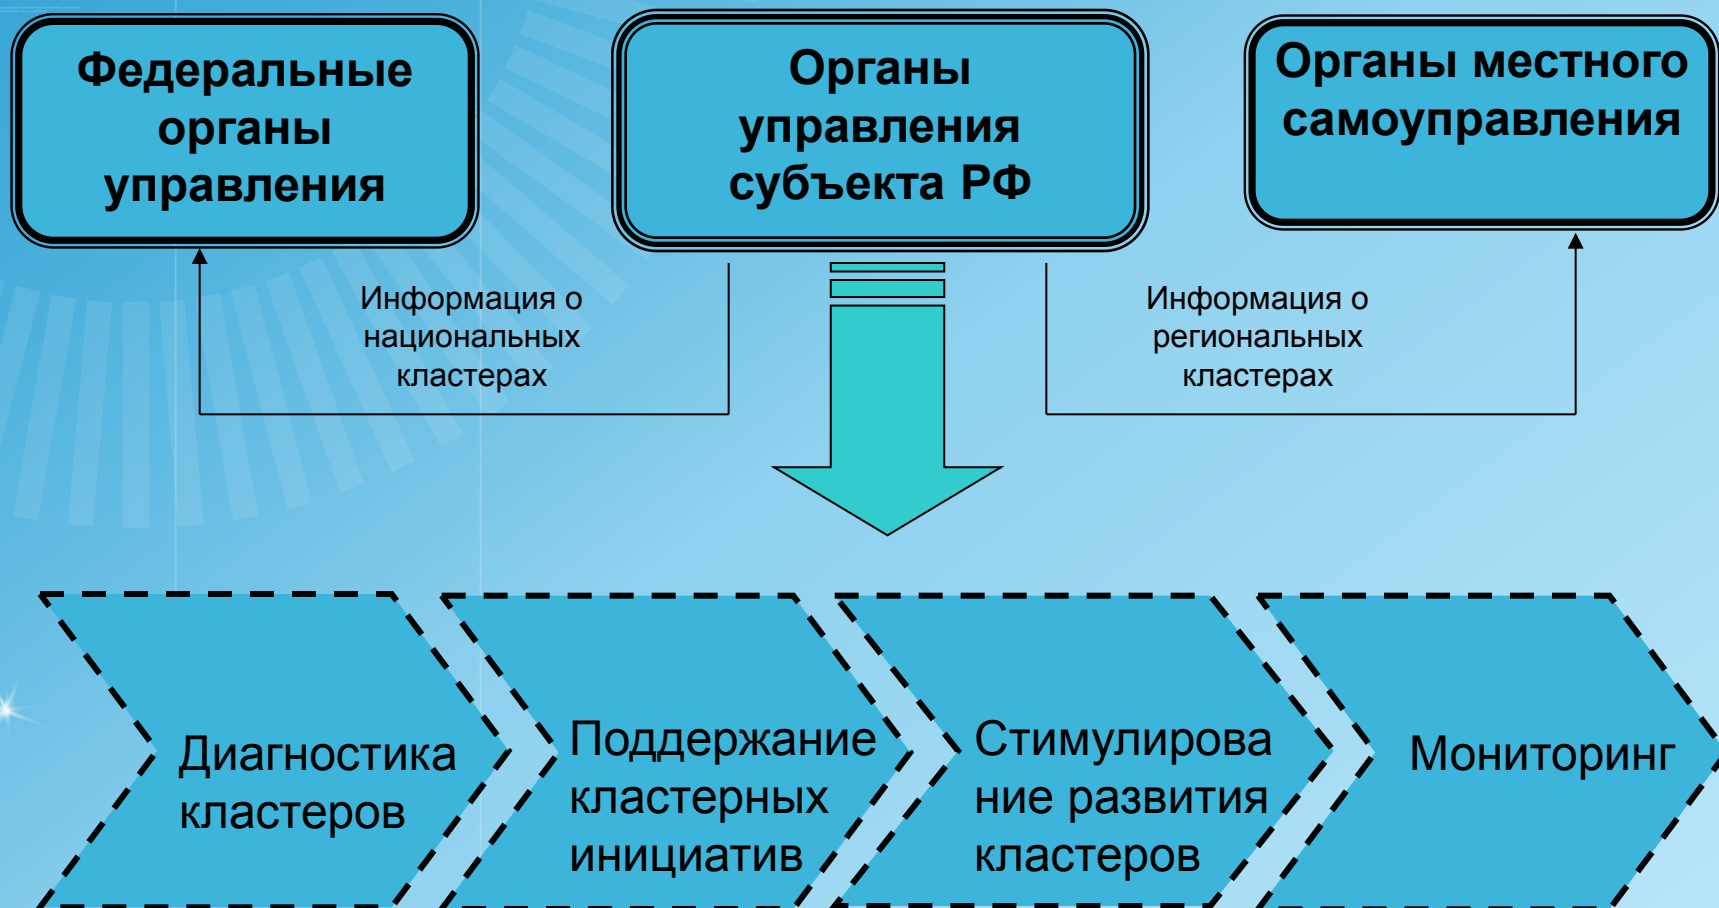 Федеральные
органы
управления
Органы
управления
субъекта РФ
Органы местного
самоуправления
Информация о
национальных
кластерах
Информация о
региональных
кластерах
Диагностика
кластеров
Поддержание
кластерных
инициатив
Стимулирова
ние развития
кластеров
Мониторинг